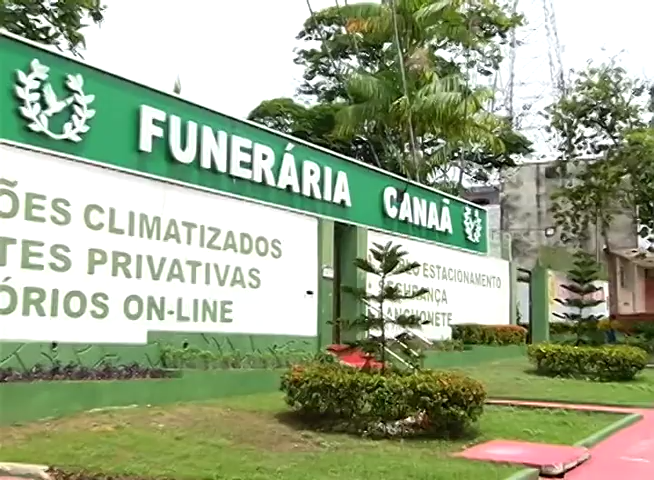 FUNERÁRIA CANAÃ
ÕES CLIMATIZADOS
TES PRIVATIVAS
ÓRIOS ON-LINE
ESTACIONAMENTO
SEGURANÇA
LANCHONETE